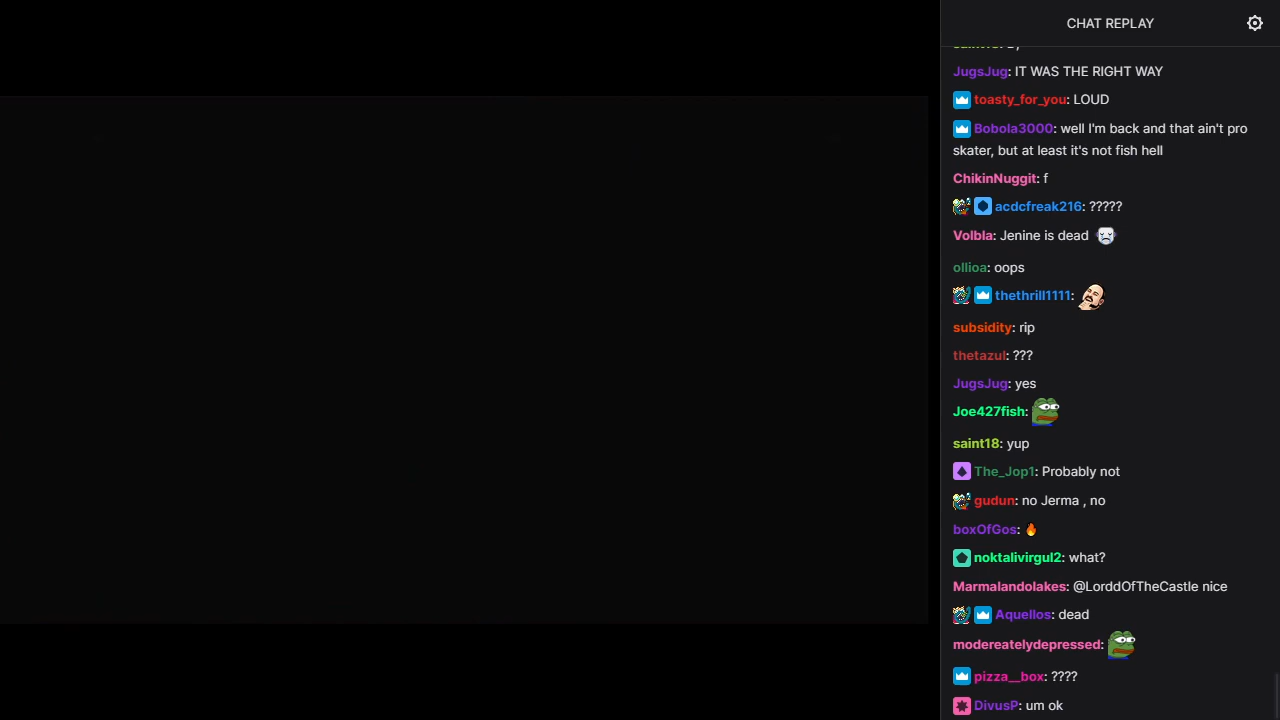 CHAT REPLAY
JugsJug: IT WAS THE RIGHT WAY
toasty_for_you: LOUD
Bobola3000: well I'm back and that ain't pro
skater, but at least it's not fish hell
ChikinNuggit: f
acdcfreak216: ?????
Volbla: Jenine is dead
ollioa: oops
thethrill1111:
subsidity: rip
thetazul: ???
JugsJug: yes
Joe427fish:
saint18: yup
The_Jop1: Probably not
gudun: no Jerma , no
boxOfGos:
noktalivirgul2: what?
Marmalandolakes: @LorddOfTheCastle nice
Aquellos: dead
modereatelydepressed:
pizza__box: ????
DivusP: um ok